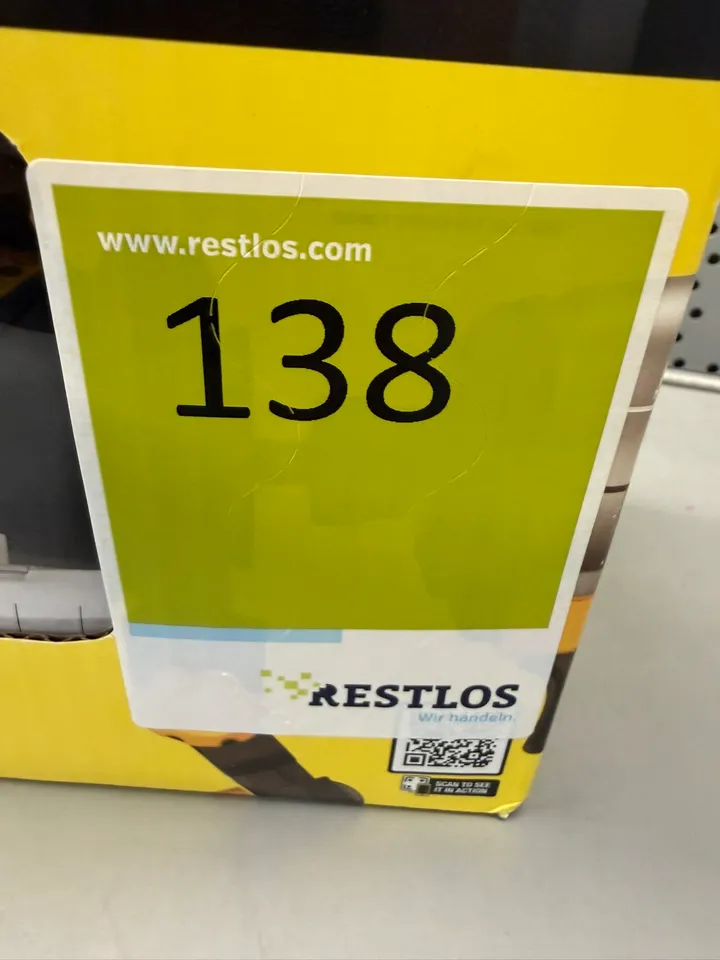 www.restlos.com
138
RESTLOS
Wir handeln.
SCAN TO SEE
IT IN ACTION